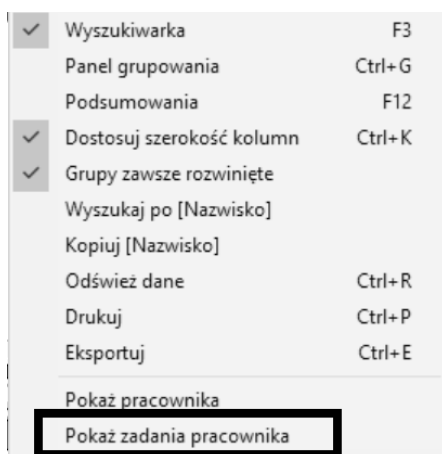 Wyszukiwarka F3
Panel grupowania Ctrl+G
Podsumowania F12
Dostosuj szerokość kolumn Ctrl+K
Grupy zawsze rozwinięte
Wyszukaj po [Nazwisko]
Kopiuj [Nazwisko]
Odśwież dane Ctrl+R
Drukuj Ctrl+P
Eksportuj Ctrl+E
Pokaż pracownika
Pokaż zadania pracownika